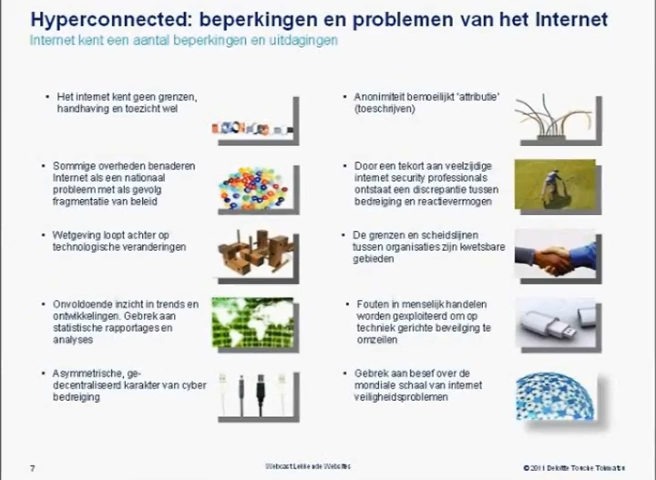 Hyperconnected: beperkingen en problemen van het Internet
Internet kent een aantal beperkingen en uitdagingen
• Het internet kent geen grenzen,
handhaving en toezicht wel
• Sommige overheden benaderen
Internet als een nationaal
probleem met als gevolg
fragmentatie van beleid
• Wetgeving loopt achter op
technologische veranderingen
• Onvoldoende inzicht in trends en
ontwikkelingen. Gebrek aan
statistische rapportages en
analyses
• Asymmetrische, ge-
decentraliseerd karakter van cyber
bedreiging
• Anonimiteit bemoeilijkt 'attributie'
(toeschrijven)
• Door een tekort aan veelzijdige
internet security professionals
ontstaat een discrepantie tussen
bedreiging en reactievermogen
• De grenzen en scheidslijnen
tussen organisaties zijn kwetsbare
gebieden
• Fouten in menselijk handelen
worden geexploiteerd om op
techniek gerichte beveiliging te
omzeilen
• Gebrek aan besef over de
mondiale schaal van internet
veiligheidsproblemen
7
Webcast Lekkende Websites
© 2011 Deloitte Touche Tohmatsu